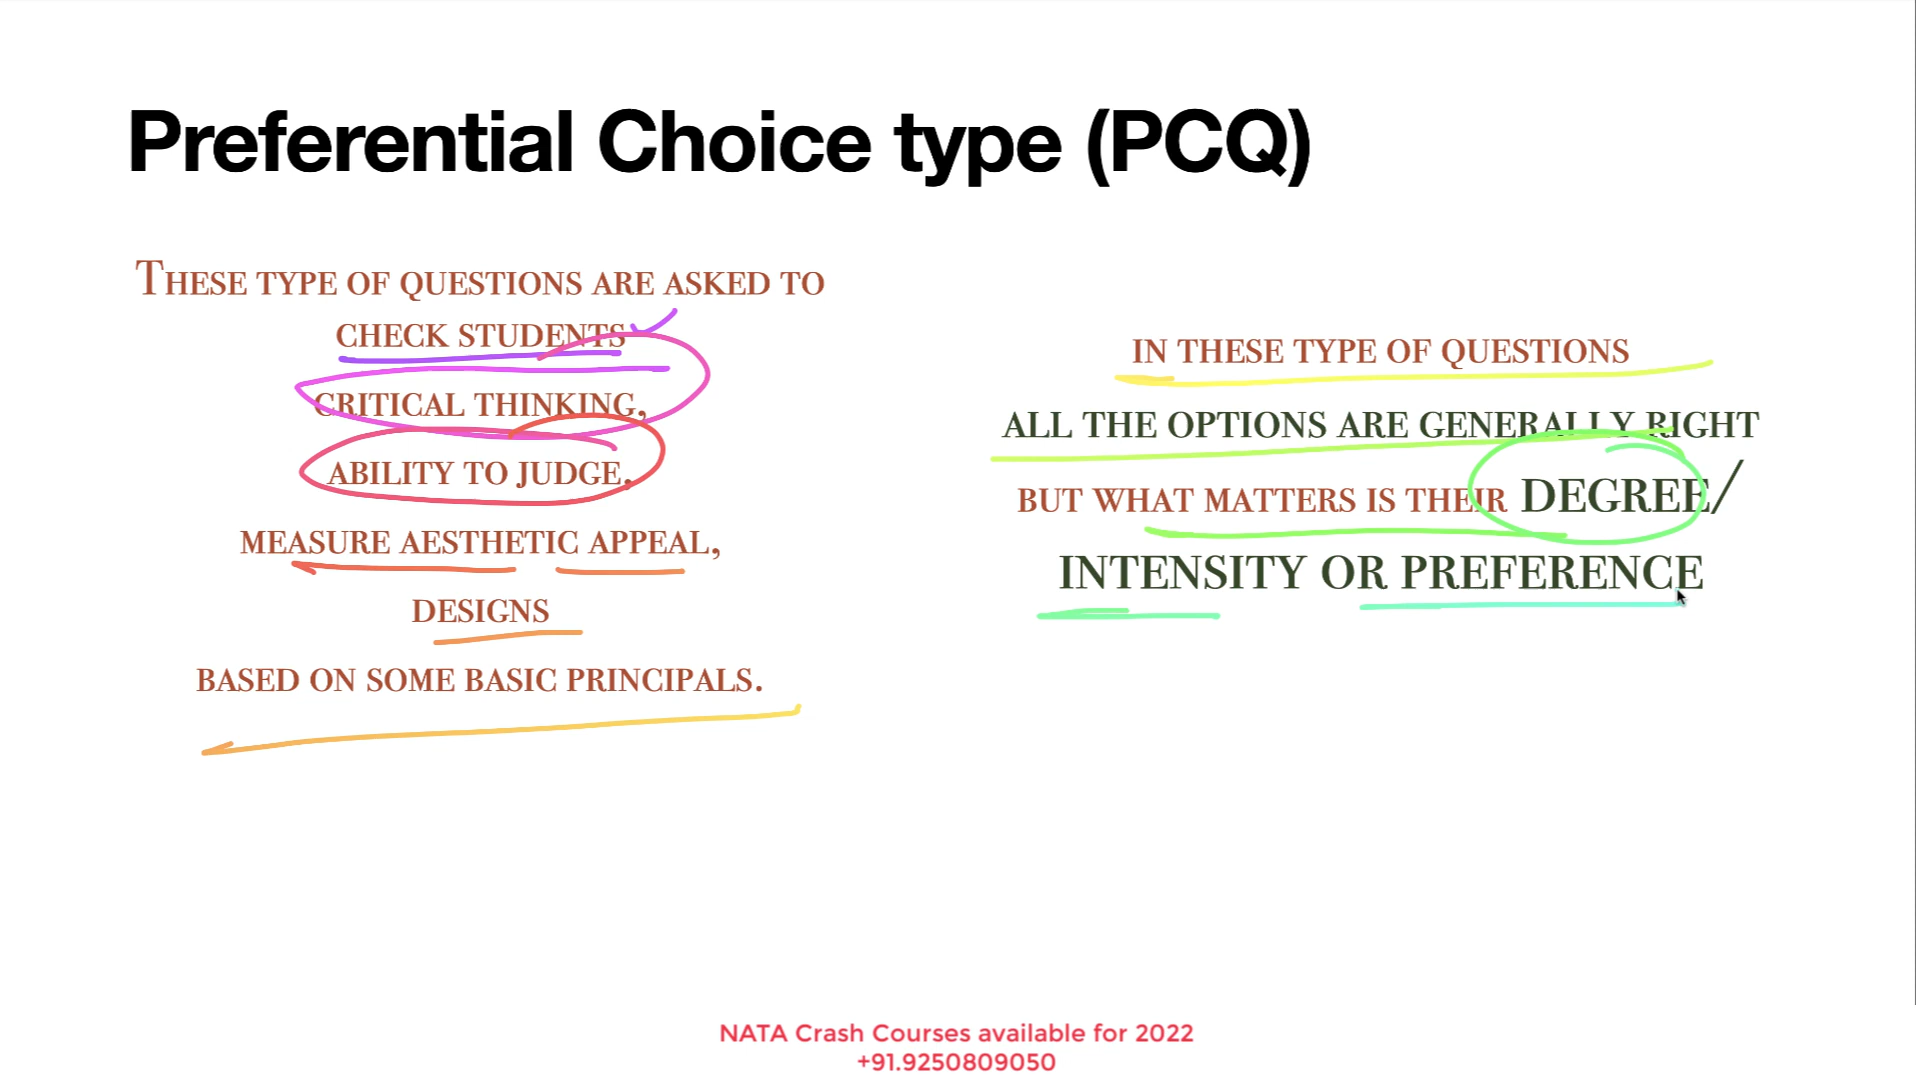 Preferential Choice type (PCQ)
These type of questions are asked to
check students
critical thinking,
ability to judge,
measure aesthetic appeal,
designs
based on some basic principals.
in these type of questions
all the options are generally right
but what matters is their degree/
intensity or preference
NATA Crash Courses available for 2022
+91.9250809050